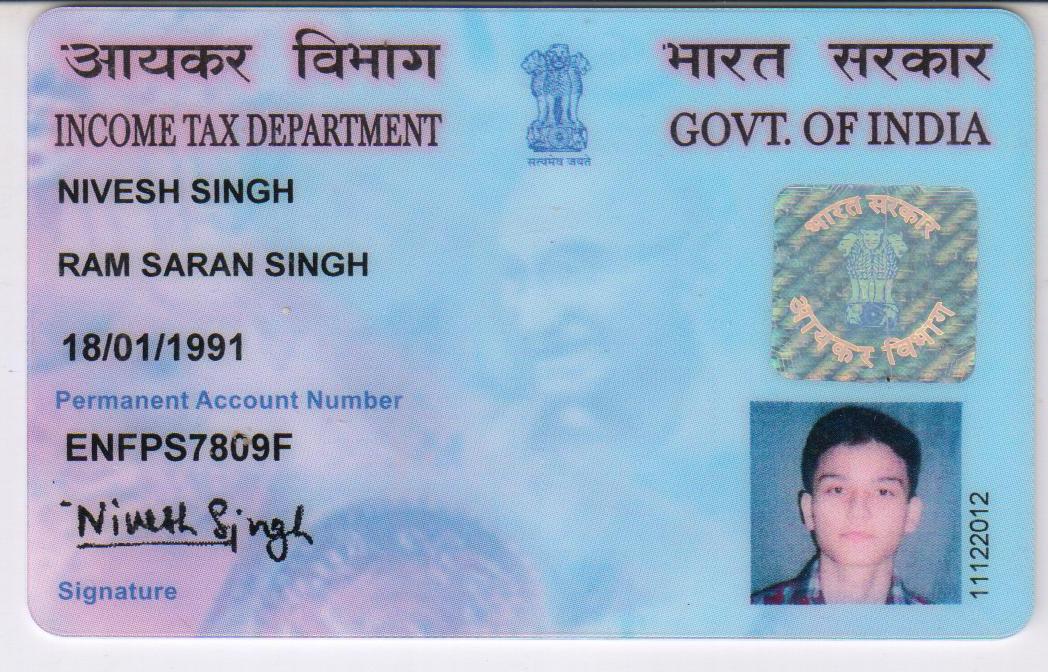 आयकर विभाग
भारत सरकार
INCOME TAX DEPARTMENT
GOVT. OF INDIA
सत्यमेव जयते
NIVESH SINGH
RAM SARAN SINGH
18/01/1991
Permanent Account Number
ENFPS7809F
Nivesh Singh
Signature
भारत सरकार
आयकर विभाग
11122012